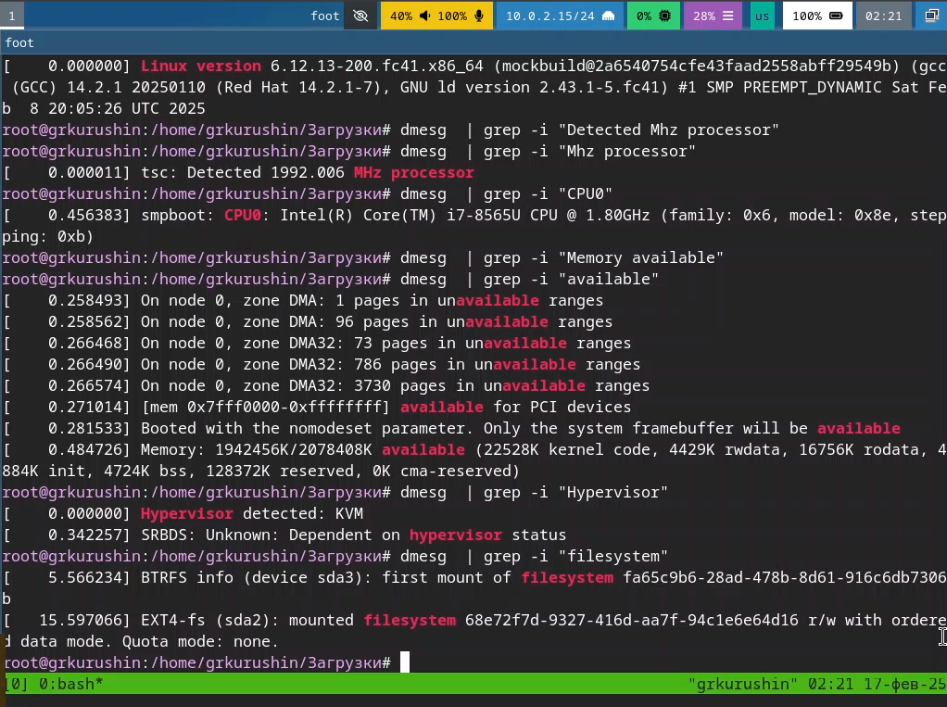 1 foot 40% 100% 10.0.2.15/24 0% 28% us 100% 02:21
foot
[    0.000000] Linux version 6.12.13-200.fc41.x86_64 (mockbuild@2a6540754cfe43faad2558abff29549b) (gcc
 (GCC) 14.2.1 20250110 (Red Hat 14.2.1-7), GNU ld version 2.43.1-5.fc41) #1 SMP PREEMPT_DYNAMIC Sat Fe
b  8 20:05:26 UTC 2025
root@grkurushin:/home/grkurushin/Загрузки# dmesg  | grep -i "Detected Mhz processor"
root@grkurushin:/home/grkurushin/Загрузки# dmesg  | grep -i "Mhz processor"
[    0.000011] tsc: Detected 1992.006 MHz processor
root@grkurushin:/home/grkurushin/Загрузки# dmesg  | grep -i "CPU0"
[    0.456383] smpboot: CPU0: Intel(R) Core(TM) i7-8565U CPU @ 1.80GHz (family: 0x6, model: 0x8e, step
ping: 0xb)
root@grkurushin:/home/grkurushin/Загрузки# dmesg  | grep -i "Memory available"
root@grkurushin:/home/grkurushin/Загрузки# dmesg  | grep -i "available"
[    0.258493] On node 0, zone DMA: 1 pages in unavailable ranges
[    0.258562] On node 0, zone DMA: 96 pages in unavailable ranges
[    0.266468] On node 0, zone DMA32: 73 pages in unavailable ranges
[    0.266490] On node 0, zone DMA32: 786 pages in unavailable ranges
[    0.266574] On node 0, zone DMA32: 3730 pages in unavailable ranges
[    0.271014] [mem 0x7fff0000-0xffffffff] available for PCI devices
[    0.281533] Booted with the nomodeset parameter. Only the system framebuffer will be available
[    0.484726] Memory: 1942456K/2078408K available (22528K kernel code, 4429K rwdata, 16756K rodata, 4
884K init, 4724K bss, 128372K reserved, 0K cma-reserved)
root@grkurushin:/home/grkurushin/Загрузки# dmesg  | grep -i "Hypervisor"
[    0.000000] Hypervisor detected: KVM
[    0.342257] SRBDS: Unknown: Dependent on hypervisor status
root@grkurushin:/home/grkurushin/Загрузки# dmesg  | grep -i "filesystem"
[    5.566234] BTRFS info (device sda3): first mount of filesystem fa65c9b6-28ad-478b-8d61-916c6db7306
b
[   15.597066] EXT4-fs (sda2): mounted filesystem 68e72f7d-9327-416d-aa7f-94c1e6e64d16 r/w with ordere
d data mode. Quota mode: none.
root@grkurushin:/home/grkurushin/Загрузки#
[0] 0:bash* "grkurushin" 02:21 17-фев-25